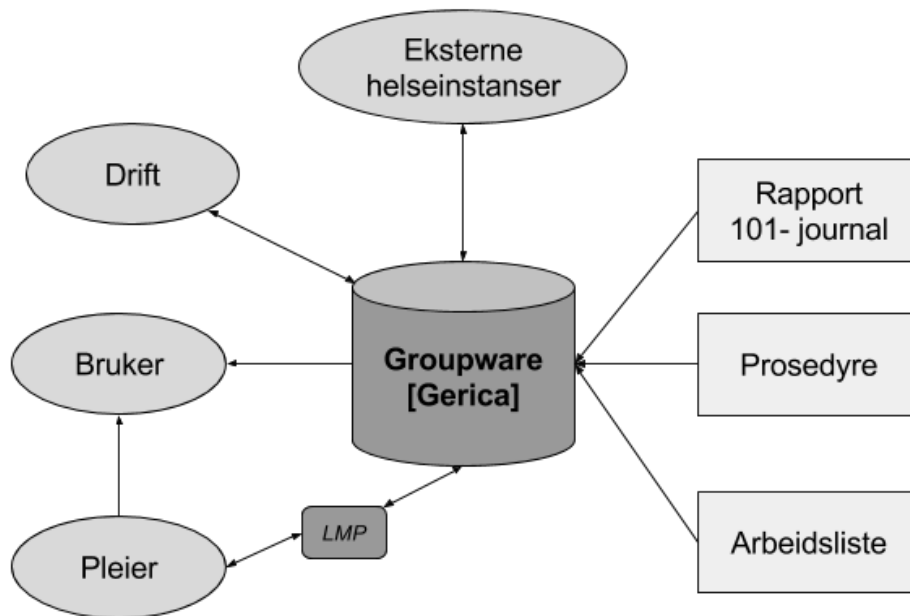 Eksterne
helseinstanser
Drift
Rapport
101- journal
Groupware
[Gerica]
Bruker
Prosedyre
LMP
Pleier
Arbeidsliste